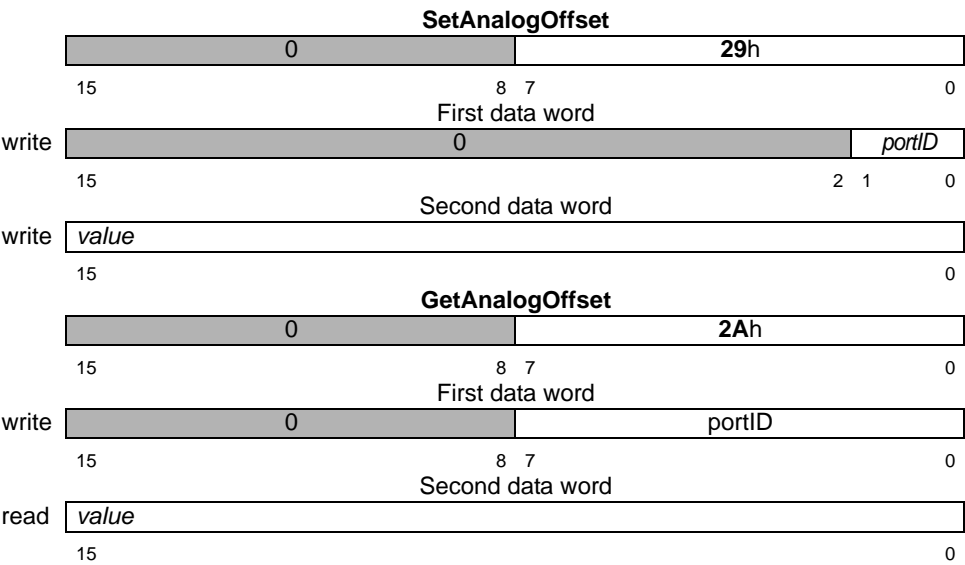 SetAnalogOffset
0 29h
15 8 7 0
First data word
write 0 portID
15 2 1 0
Second data word
write value
15 0
GetAnalogOffset
0 2Ah
15 8 7 0
First data word
write 0 portID
15 8 7 0
Second data word
read value
15 0